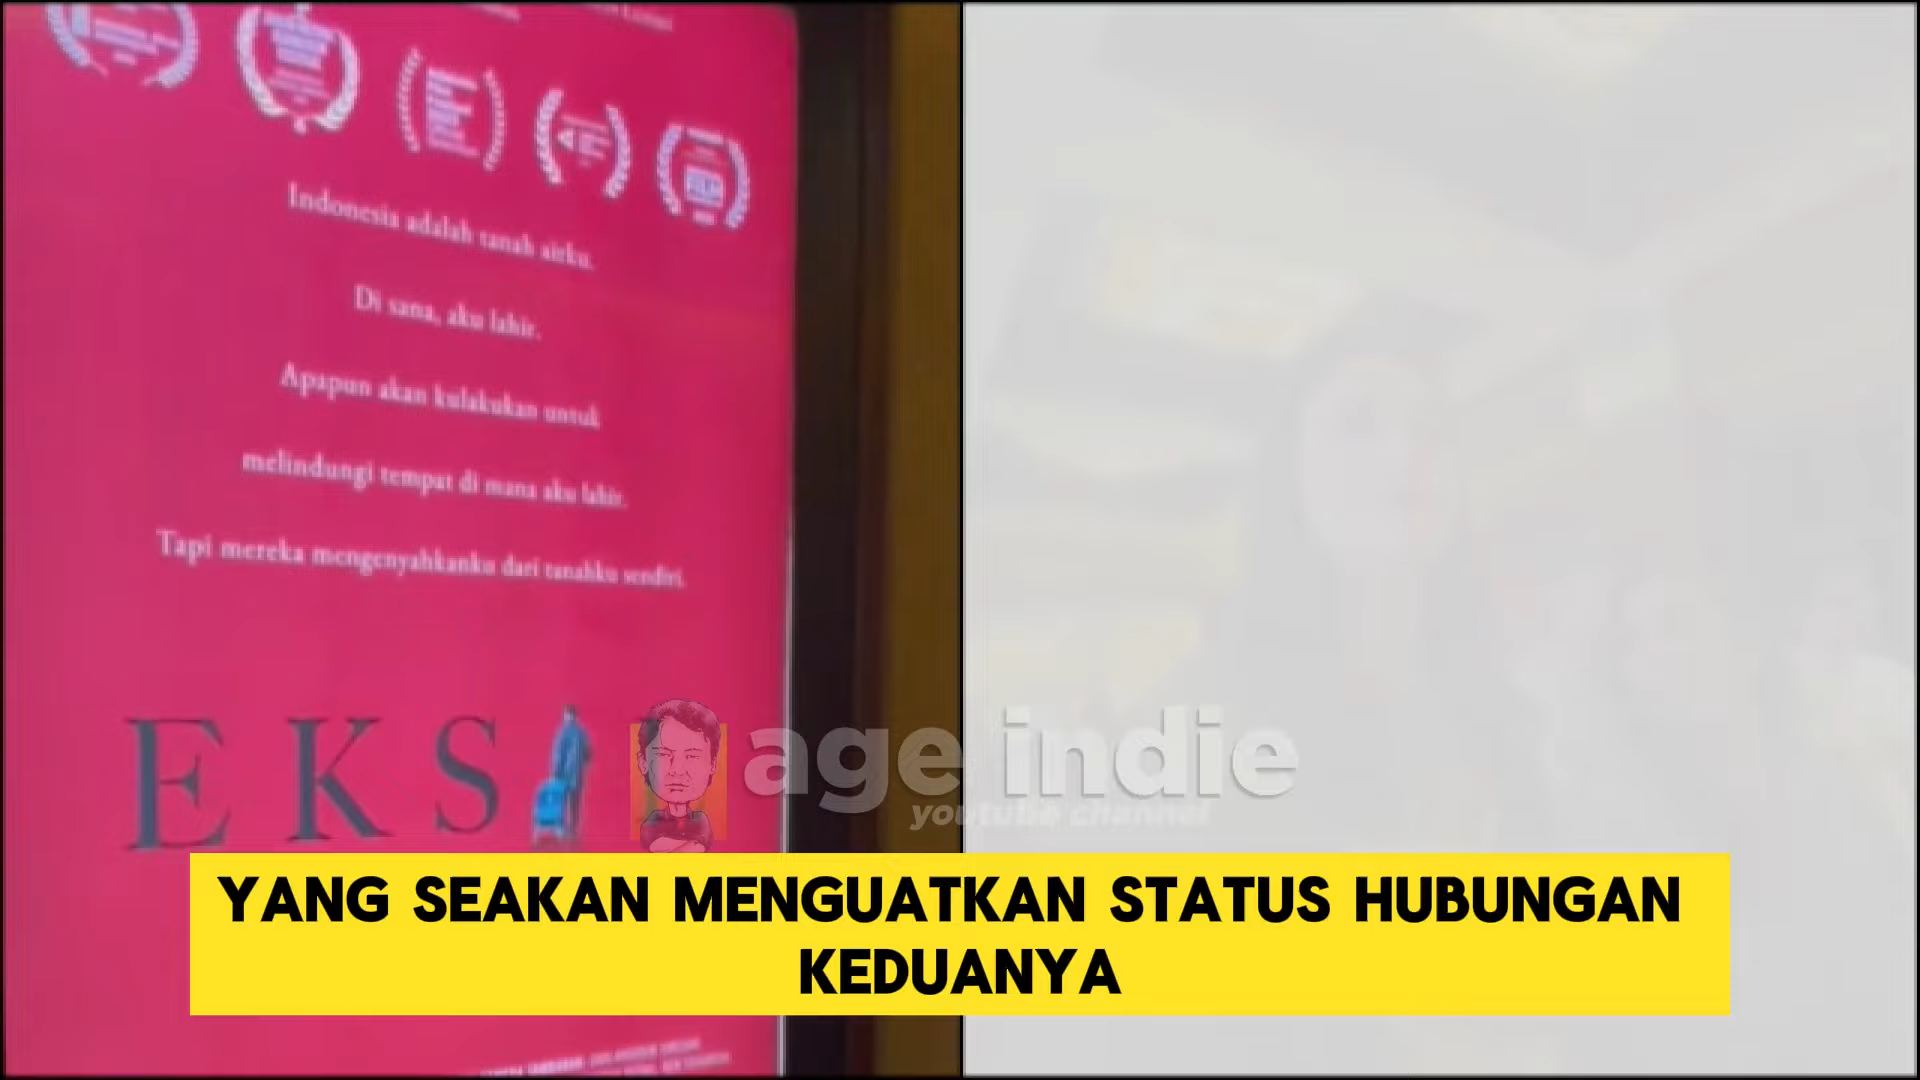 Indonesia adalah tanah airku.
Di sana, aku lahir.
Apapun akan kulakukan untuk
melindungi tempat di mana aku lahir.
Tapi mereka mengenyahkanku dari tanahku sendiri.
EKS
age indie
youtube channel
YANG SEAKAN MENGUATKAN STATUS HUBUNGAN
KEDUANYA